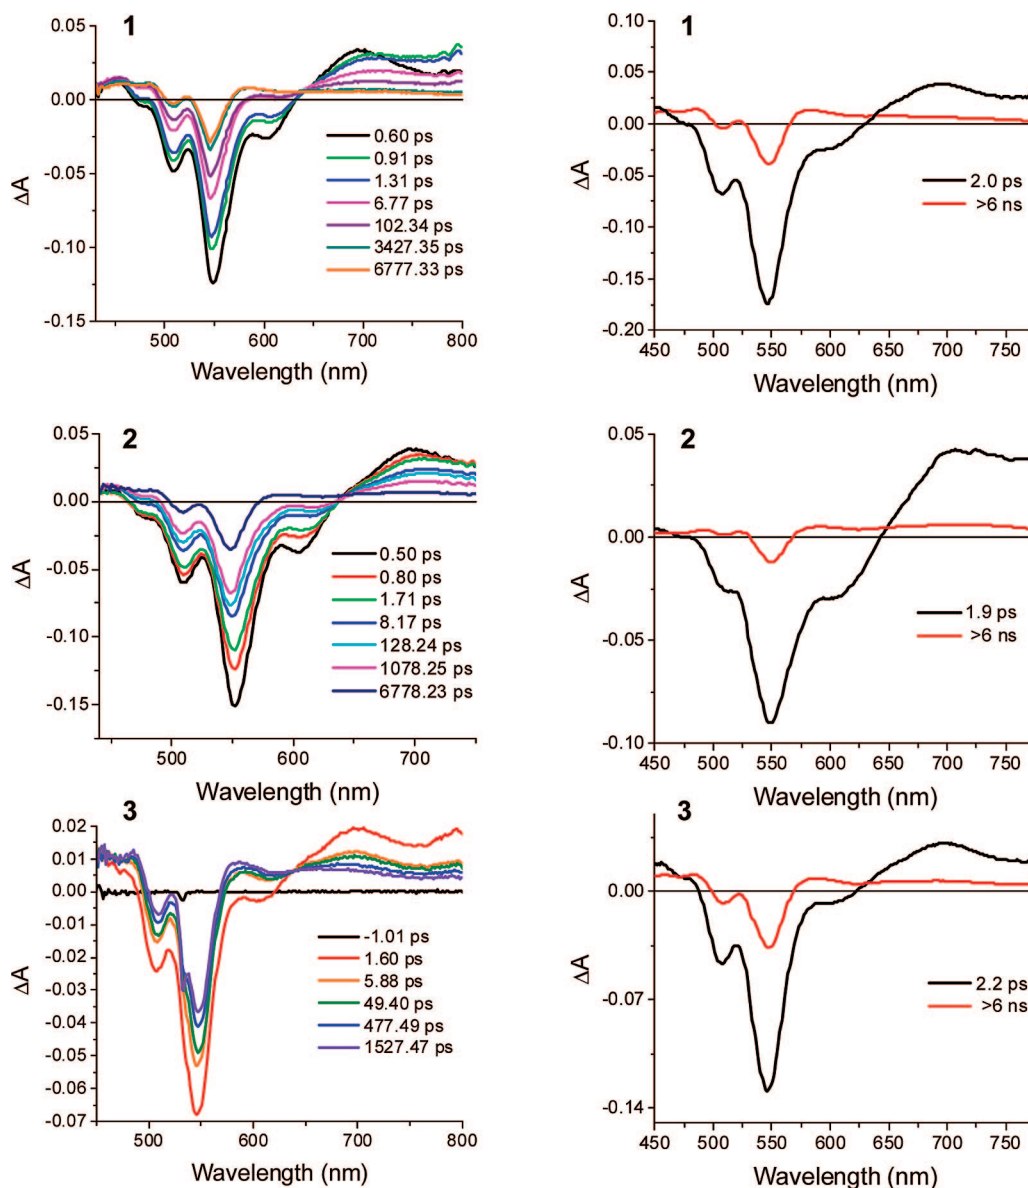 1
0.05
0.00
-0.05
-0.10
-0.15
ΔA
0.60 ps
0.91 ps
1.31 ps
6.77 ps
102.34 ps
3427.35 ps
6777.33 ps
500 600 700 800
Wavelength (nm)
1
0.10
0.05
0.00
-0.05
-0.10
-0.15
-0.20
ΔA
2.0 ps
>6 ns
450 500 550 600 650 700 750
Wavelength (nm)
2
0.05
0.00
-0.05
-0.10
-0.15
ΔA
0.50 ps
0.80 ps
1.71 ps
8.17 ps
128.24 ps
1078.25 ps
6778.23 ps
500 600 700
Wavelength (nm)
2
0.05
0.00
-0.05
-0.10
ΔA
1.9 ps
>6 ns
450 500 550 600 650 700 750
Wavelength (nm)
3
0.02
0.01
0.00
-0.01
-0.02
-0.03
-0.04
-0.05
-0.06
-0.07
ΔA
-1.01 ps
1.60 ps
5.88 ps
49.40 ps
477.49 ps
1527.47 ps
500 600 700 800
Wavelength (nm)
3
0.00
-0.07
-0.14
ΔA
2.2 ps
>6 ns
450 500 550 600 650 700 750
Wavelength (nm)